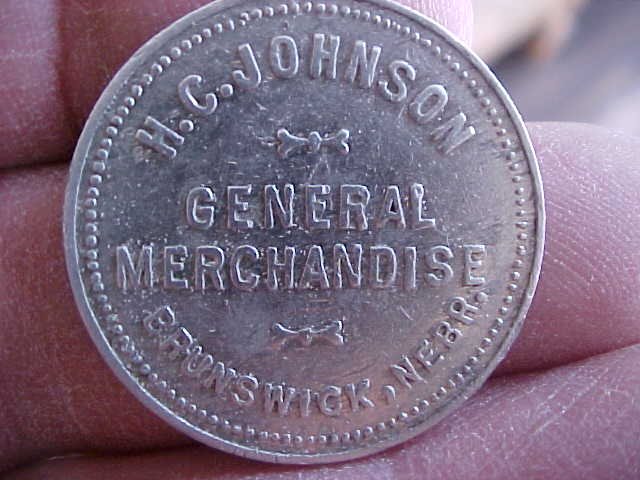 H.C.JOHNSON
GENERAL
MERCHANDISE
BRUNSWICK, NEBR.